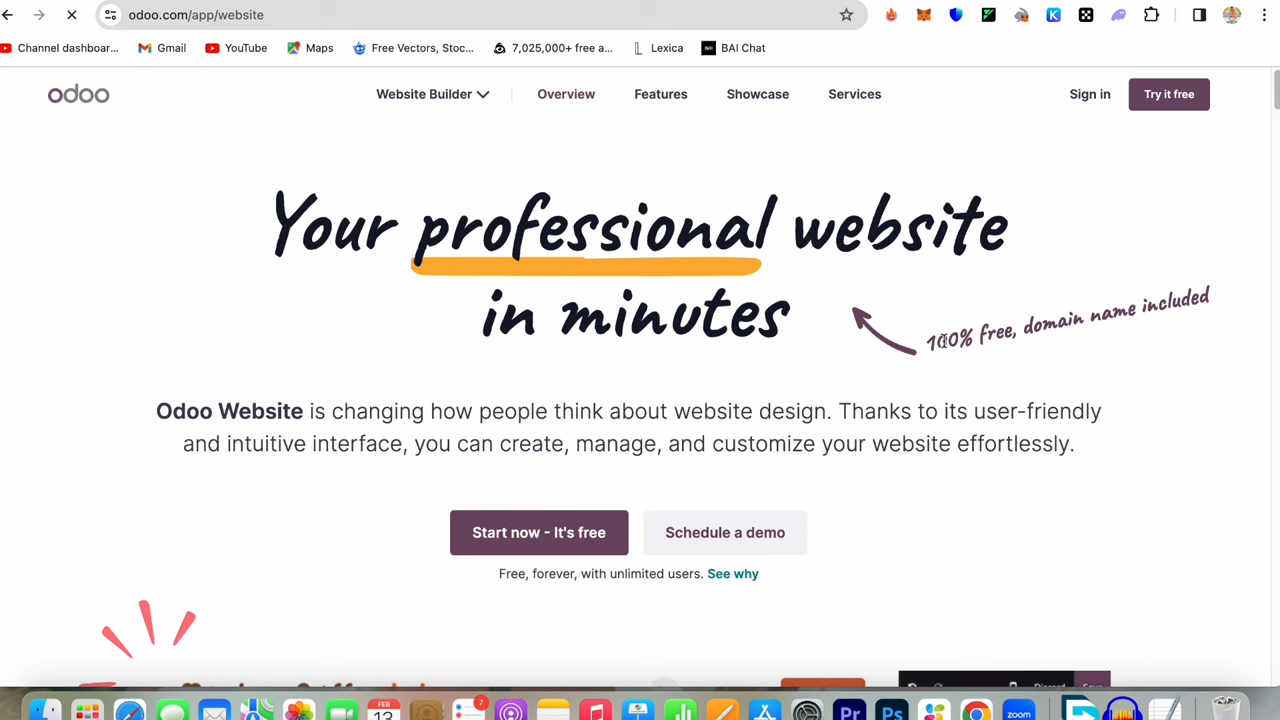 odoo.com/app/website
Channel dashboar...
Gmail
YouTube
Maps
Free Vectors, Stoc...
7,025,000+ free a...
Lexica
BAI Chat
odoo
Website Builder
Overview
Features
Showcase
Services
Sign in
Try it free
Your professional website
in minutes
100% free, domain name included
Odoo Website is changing how people think about website design. Thanks to its user-friendly
and intuitive interface, you can create, manage, and customize your website effortlessly.
Start now - It's free
Schedule a demo
Free, forever, with unlimited users. See why
FEB
13
7
Pr
Ps
zoom